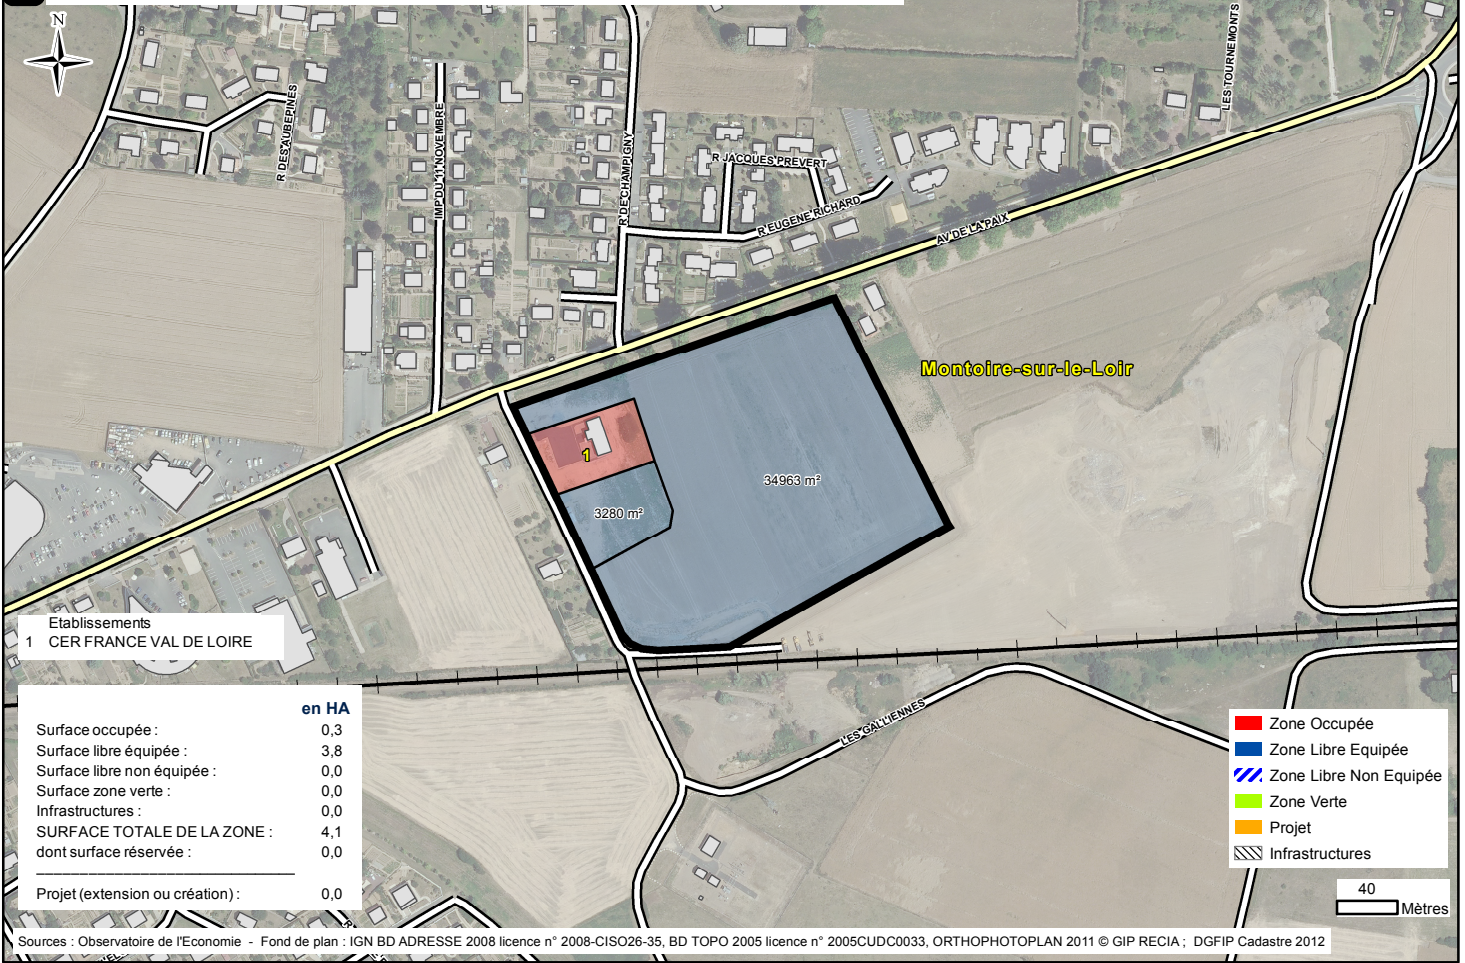 N
LES TOURNEMONTS
R DES AUBEPINES
IMP DU 11 NOVEMBRE
R DE CHAMPIGNY
R JACQUES PREVERT
R EUGENE RICHARD
AV DE LA PAIX
Montoire-sur-le-Loir
1
34963 m²
3280 m²
Etablissements
1 CER FRANCE VAL DE LOIRE
en HA
Surface occupée : 0,3
Surface libre équipée : 3,8
Surface libre non équipée : 0,0
Surface zone verte : 0,0
Infrastructures : 0,0
SURFACE TOTALE DE LA ZONE : 4,1
dont surface réservée : 0,0
Projet (extension ou création) : 0,0
LES GALLIENNES
Zone Occupée
Zone Libre Equipée
Zone Libre Non Equipée
Zone Verte
Projet
Infrastructures
40
Mètres
Sources : Observatoire de l'Economie - Fond de plan : IGN BD ADRESSE 2008 licence n° 2008-CISO26-35, BD TOPO 2005 licence n° 2005CUDC0033, ORTHOPHOTOPLAN 2011 © GIP RECIA ; DGFIP Cadastre 2012